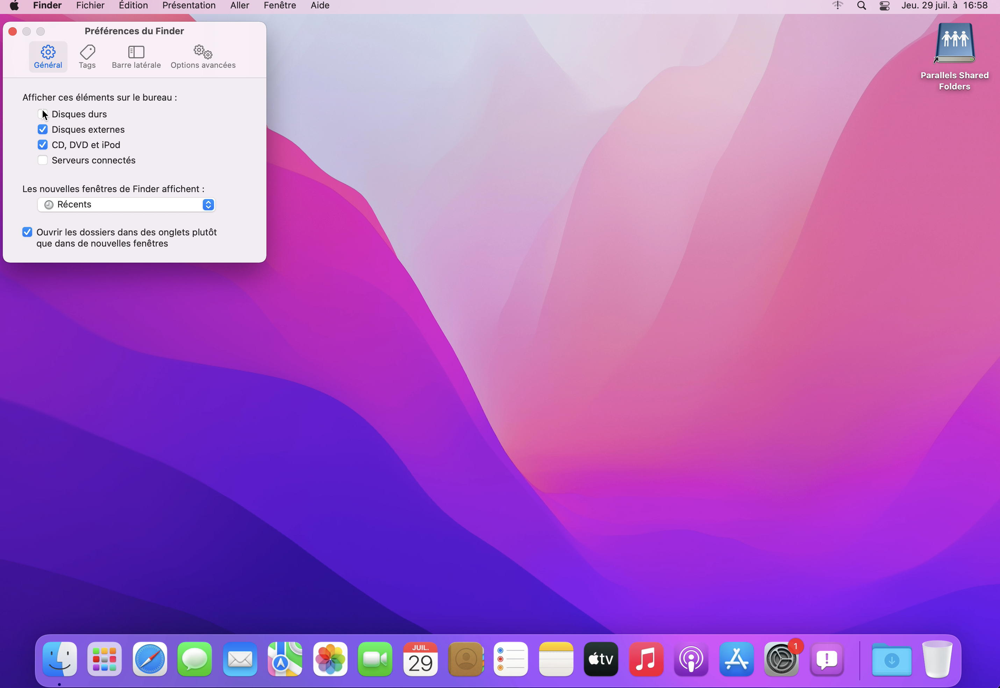 Finder Fichier Édition Présentation Aller Fenêtre Aide Jeu. 29 juil. à 16:58
Préférences du Finder
Général Tags Barre latérale Options avancées
Parallels Shared
Folders
Afficher ces éléments sur le bureau :
Disques durs
Disques externes
CD, DVD et iPod
Serveurs connectés
Les nouvelles fenêtres de Finder affichent :
Récents
Ouvrir les dossiers dans des onglets plutôt
que dans de nouvelles fenêtres
JUIL.
29
tv
1